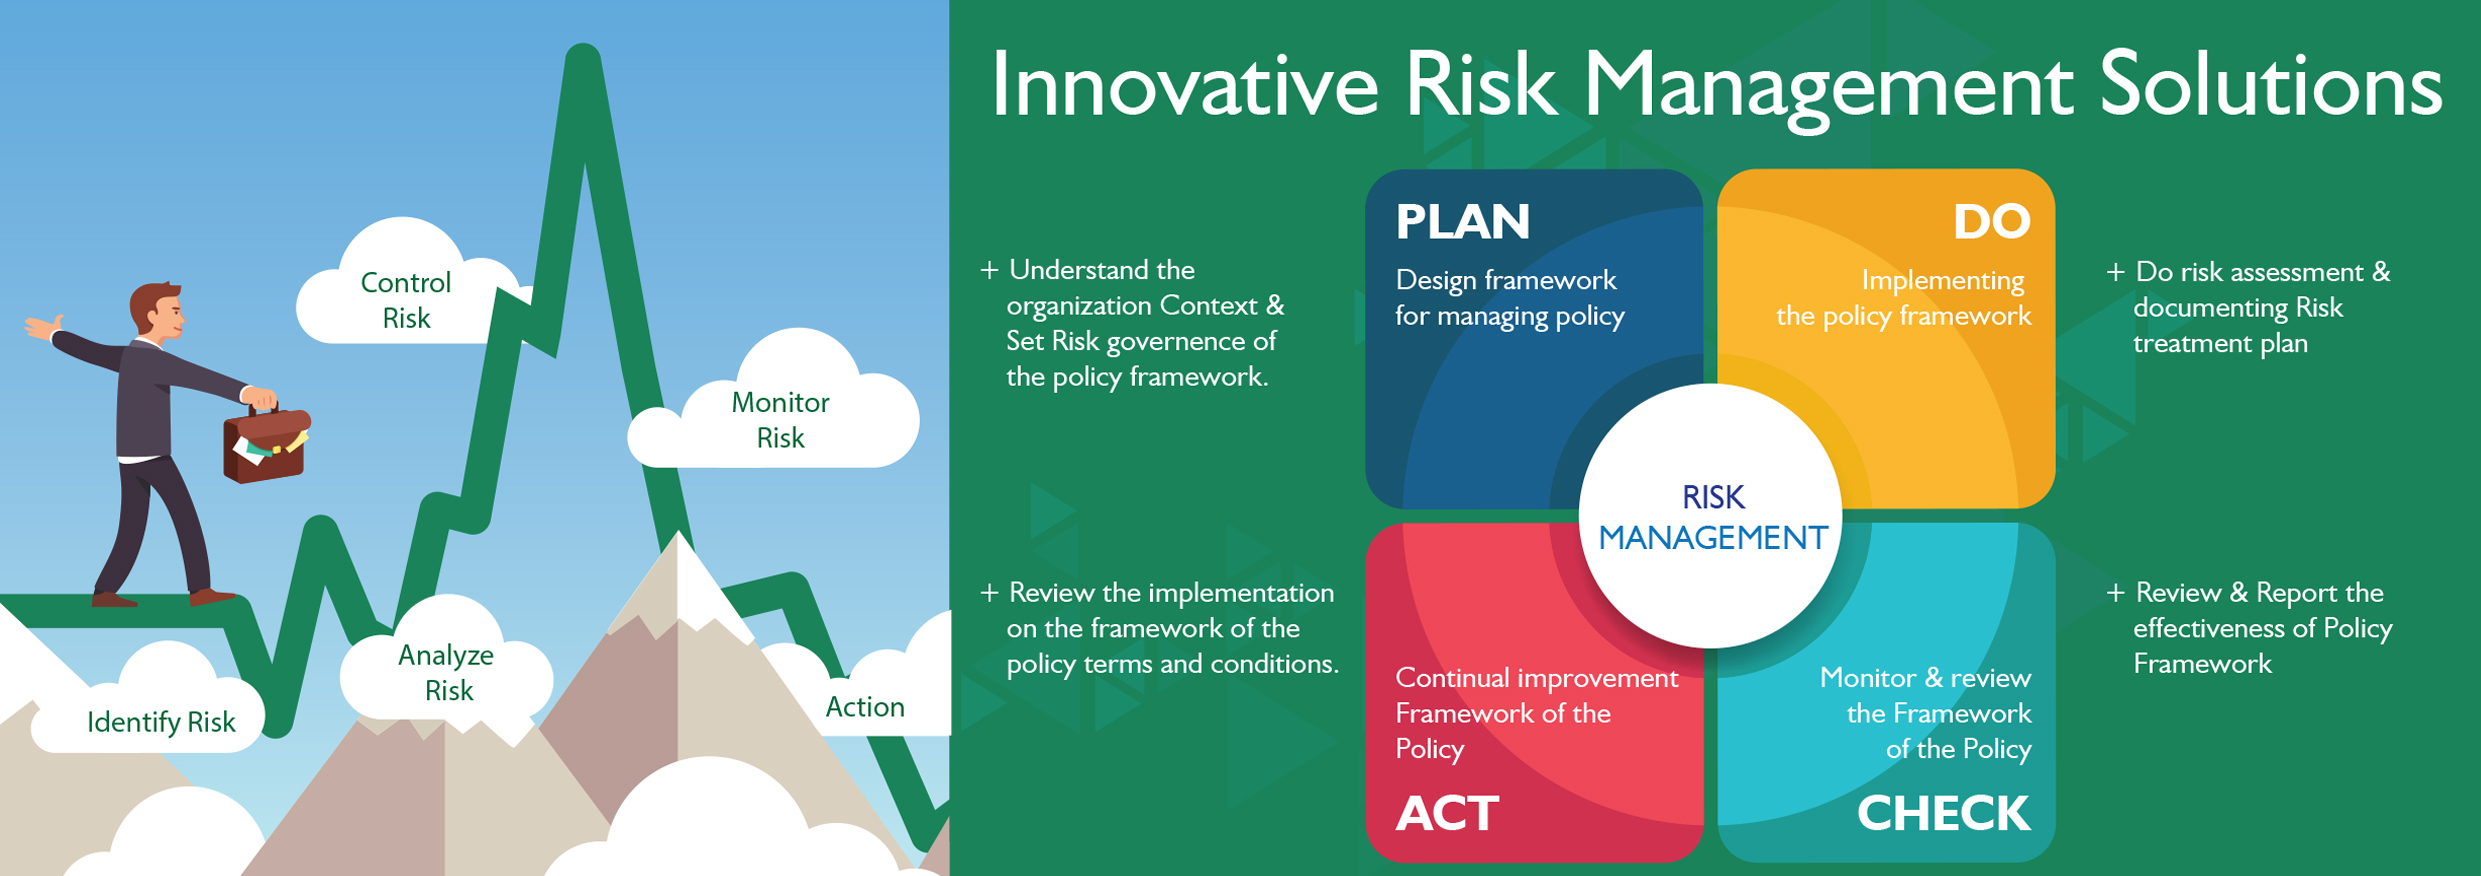 Control
Risk
Monitor
Risk
Analyze
Risk
Identify Risk
Action
Innovative Risk Management Solutions
+ Understand the
organization Context &
Set Risk governence of
the policy framework.
PLAN
Design framework
for managing policy
DO
Implementing
the policy framework
+ Do risk assessment &
documenting Risk
treatment plan
RISK
MANAGEMENT
+ Review the implementation
on the framework of the
policy terms and conditions.
Continual improvement
Framework of the
Policy
ACT
Monitor & review
the Framework
of the Policy
CHECK
+ Review & Report the
effectiveness of Policy
Framework